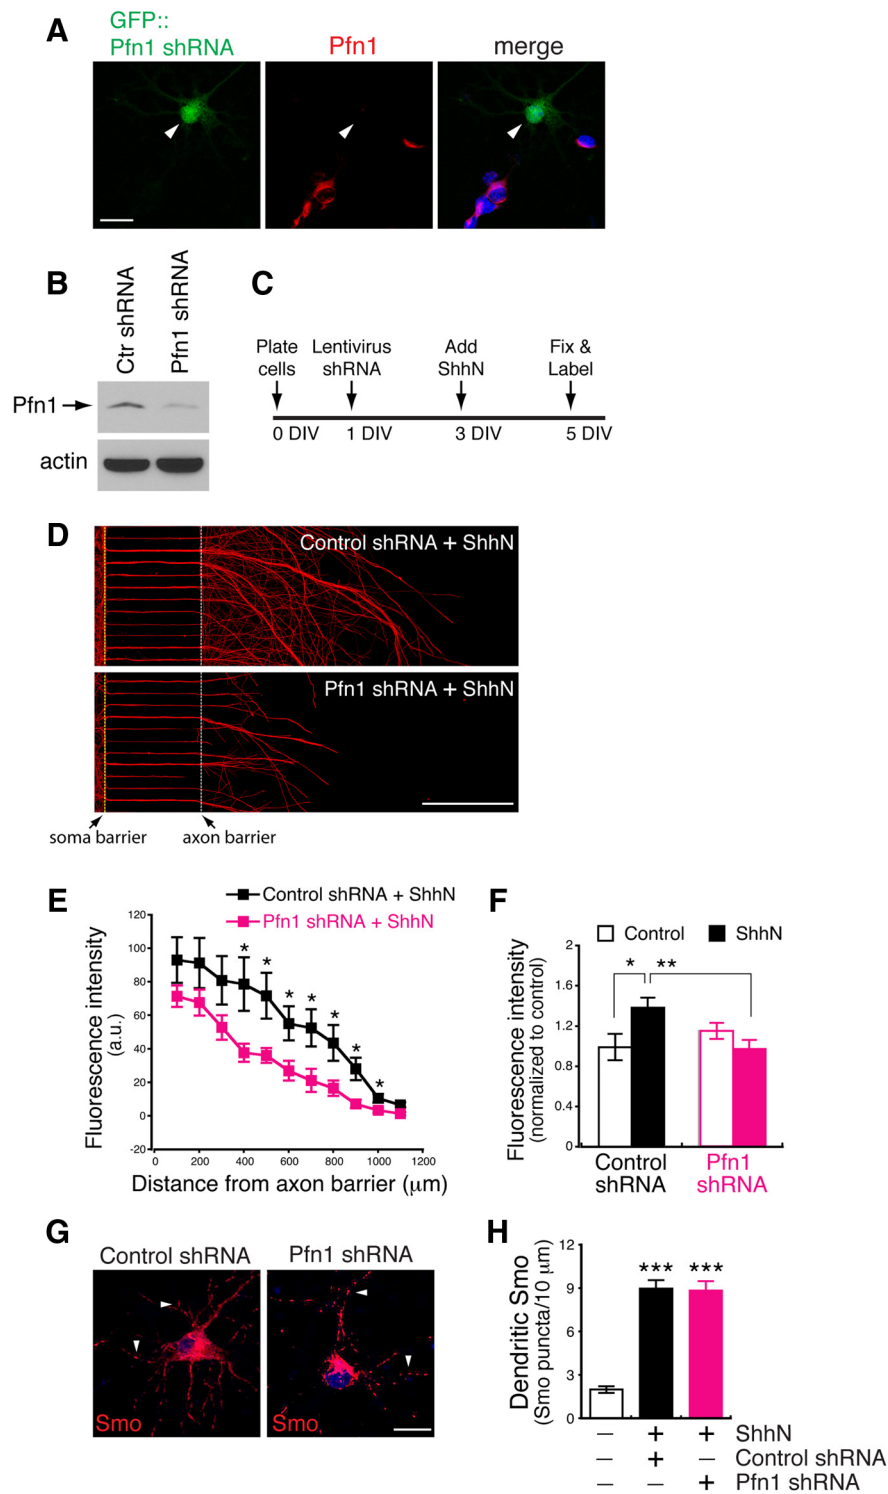 A
GFP::
Pfn1 shRNA
Pfn1
merge
B
Ctr shRNA
Pfn1 shRNA
Pfn1
actin
C
Plate cells
Lentivirus shRNA
Add ShhN
Fix & Label
0 DIV
1 DIV
3 DIV
5 DIV
D
Control shRNA + ShhN
Pfn1 shRNA + ShhN
soma barrier
axon barrier
E
Control shRNA + ShhN
Pfn1 shRNA + ShhN
Fluorescence intensity
(a.u.)
120
100
80
60
40
20
0
-20
* * * * * * *
0 200 400 600 800 1000 1200
Distance from axon barrier (μm)
F
Control
ShhN
Fluorescence intensity
(normalized to control)
2
1.6
1.2
0.8
0.4
0
* **
Control shRNA
Pfn1 shRNA
G
Control shRNA
Pfn1 shRNA
Smo
Smo
H
Dendritic Smo
(Smo puncta/10 μm)
12
9
6
3
0
*** ***
– + + ShhN
– + – Control shRNA
– – + Pfn1 shRNA